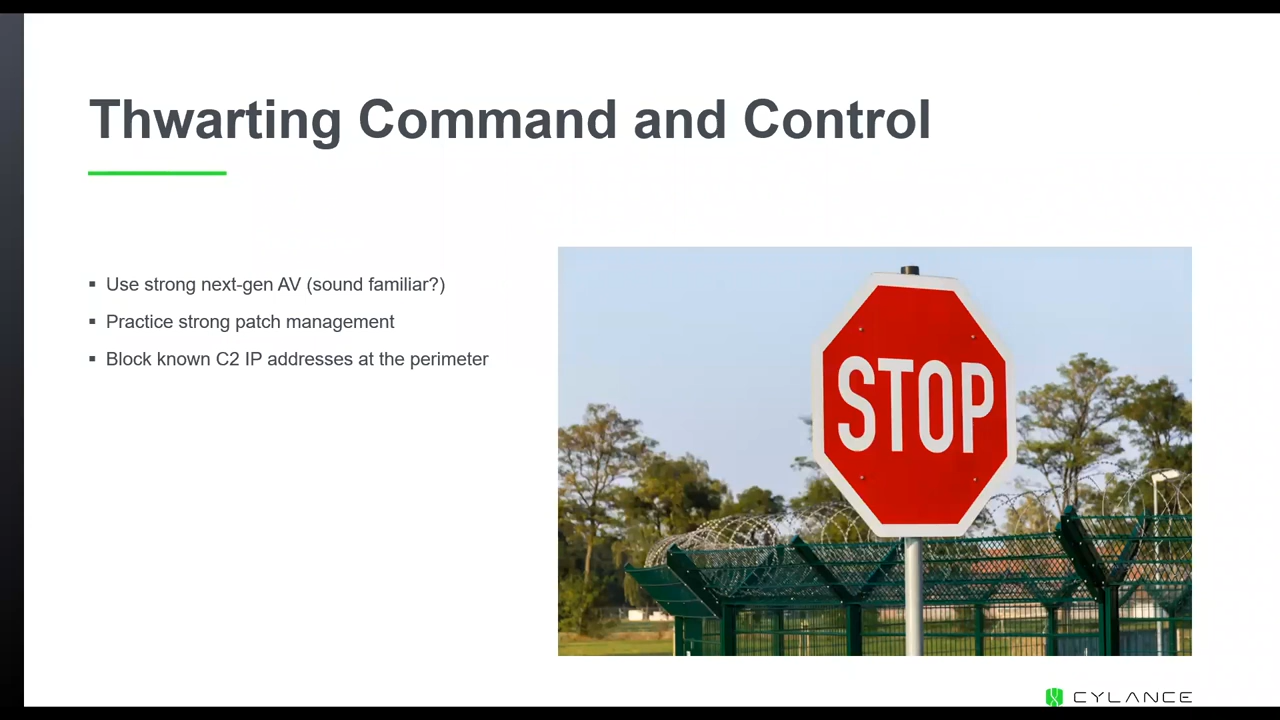 Thwarting Command and Control
▪ Use strong next-gen AV (sound familiar?)
▪ Practice strong patch management
▪ Block known C2 IP addresses at the perimeter
STOP
CYLANCE